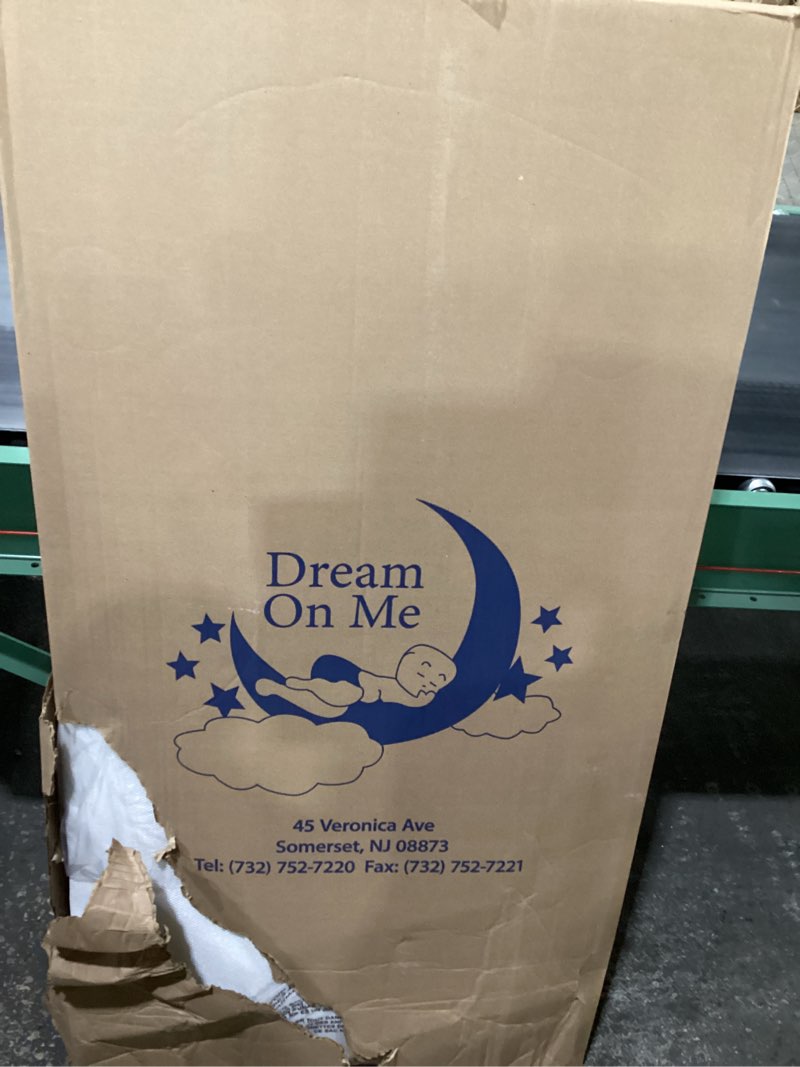 Dream
On Me
45 Veronica Ave
Somerset, NJ 08873
Tel: (732) 752-7220 Fax: (732) 752-7221